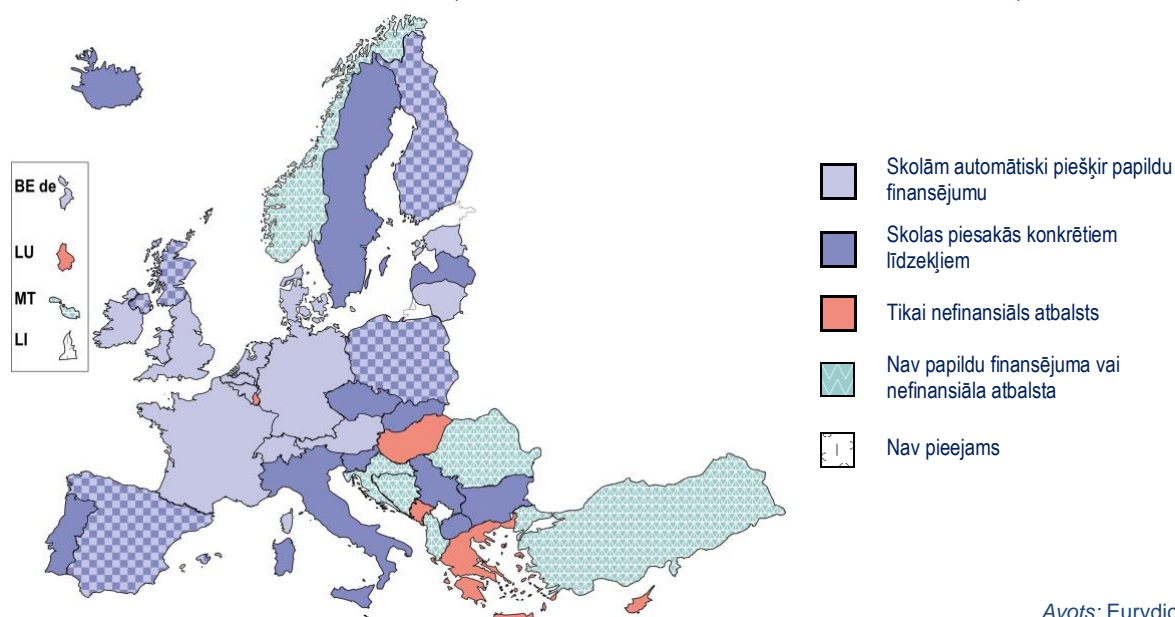 BE de
LU
MT
LI
Skolām automātiski piešķir papildu
finansējumu
Skolas piesakās konkrētiem
līdzekļiem
Tikai nefinansiāls atbalsts
Nav papildu finansējuma vai
nefinansiāla atbalsta
Nav pieejams
Avots: Eurydic